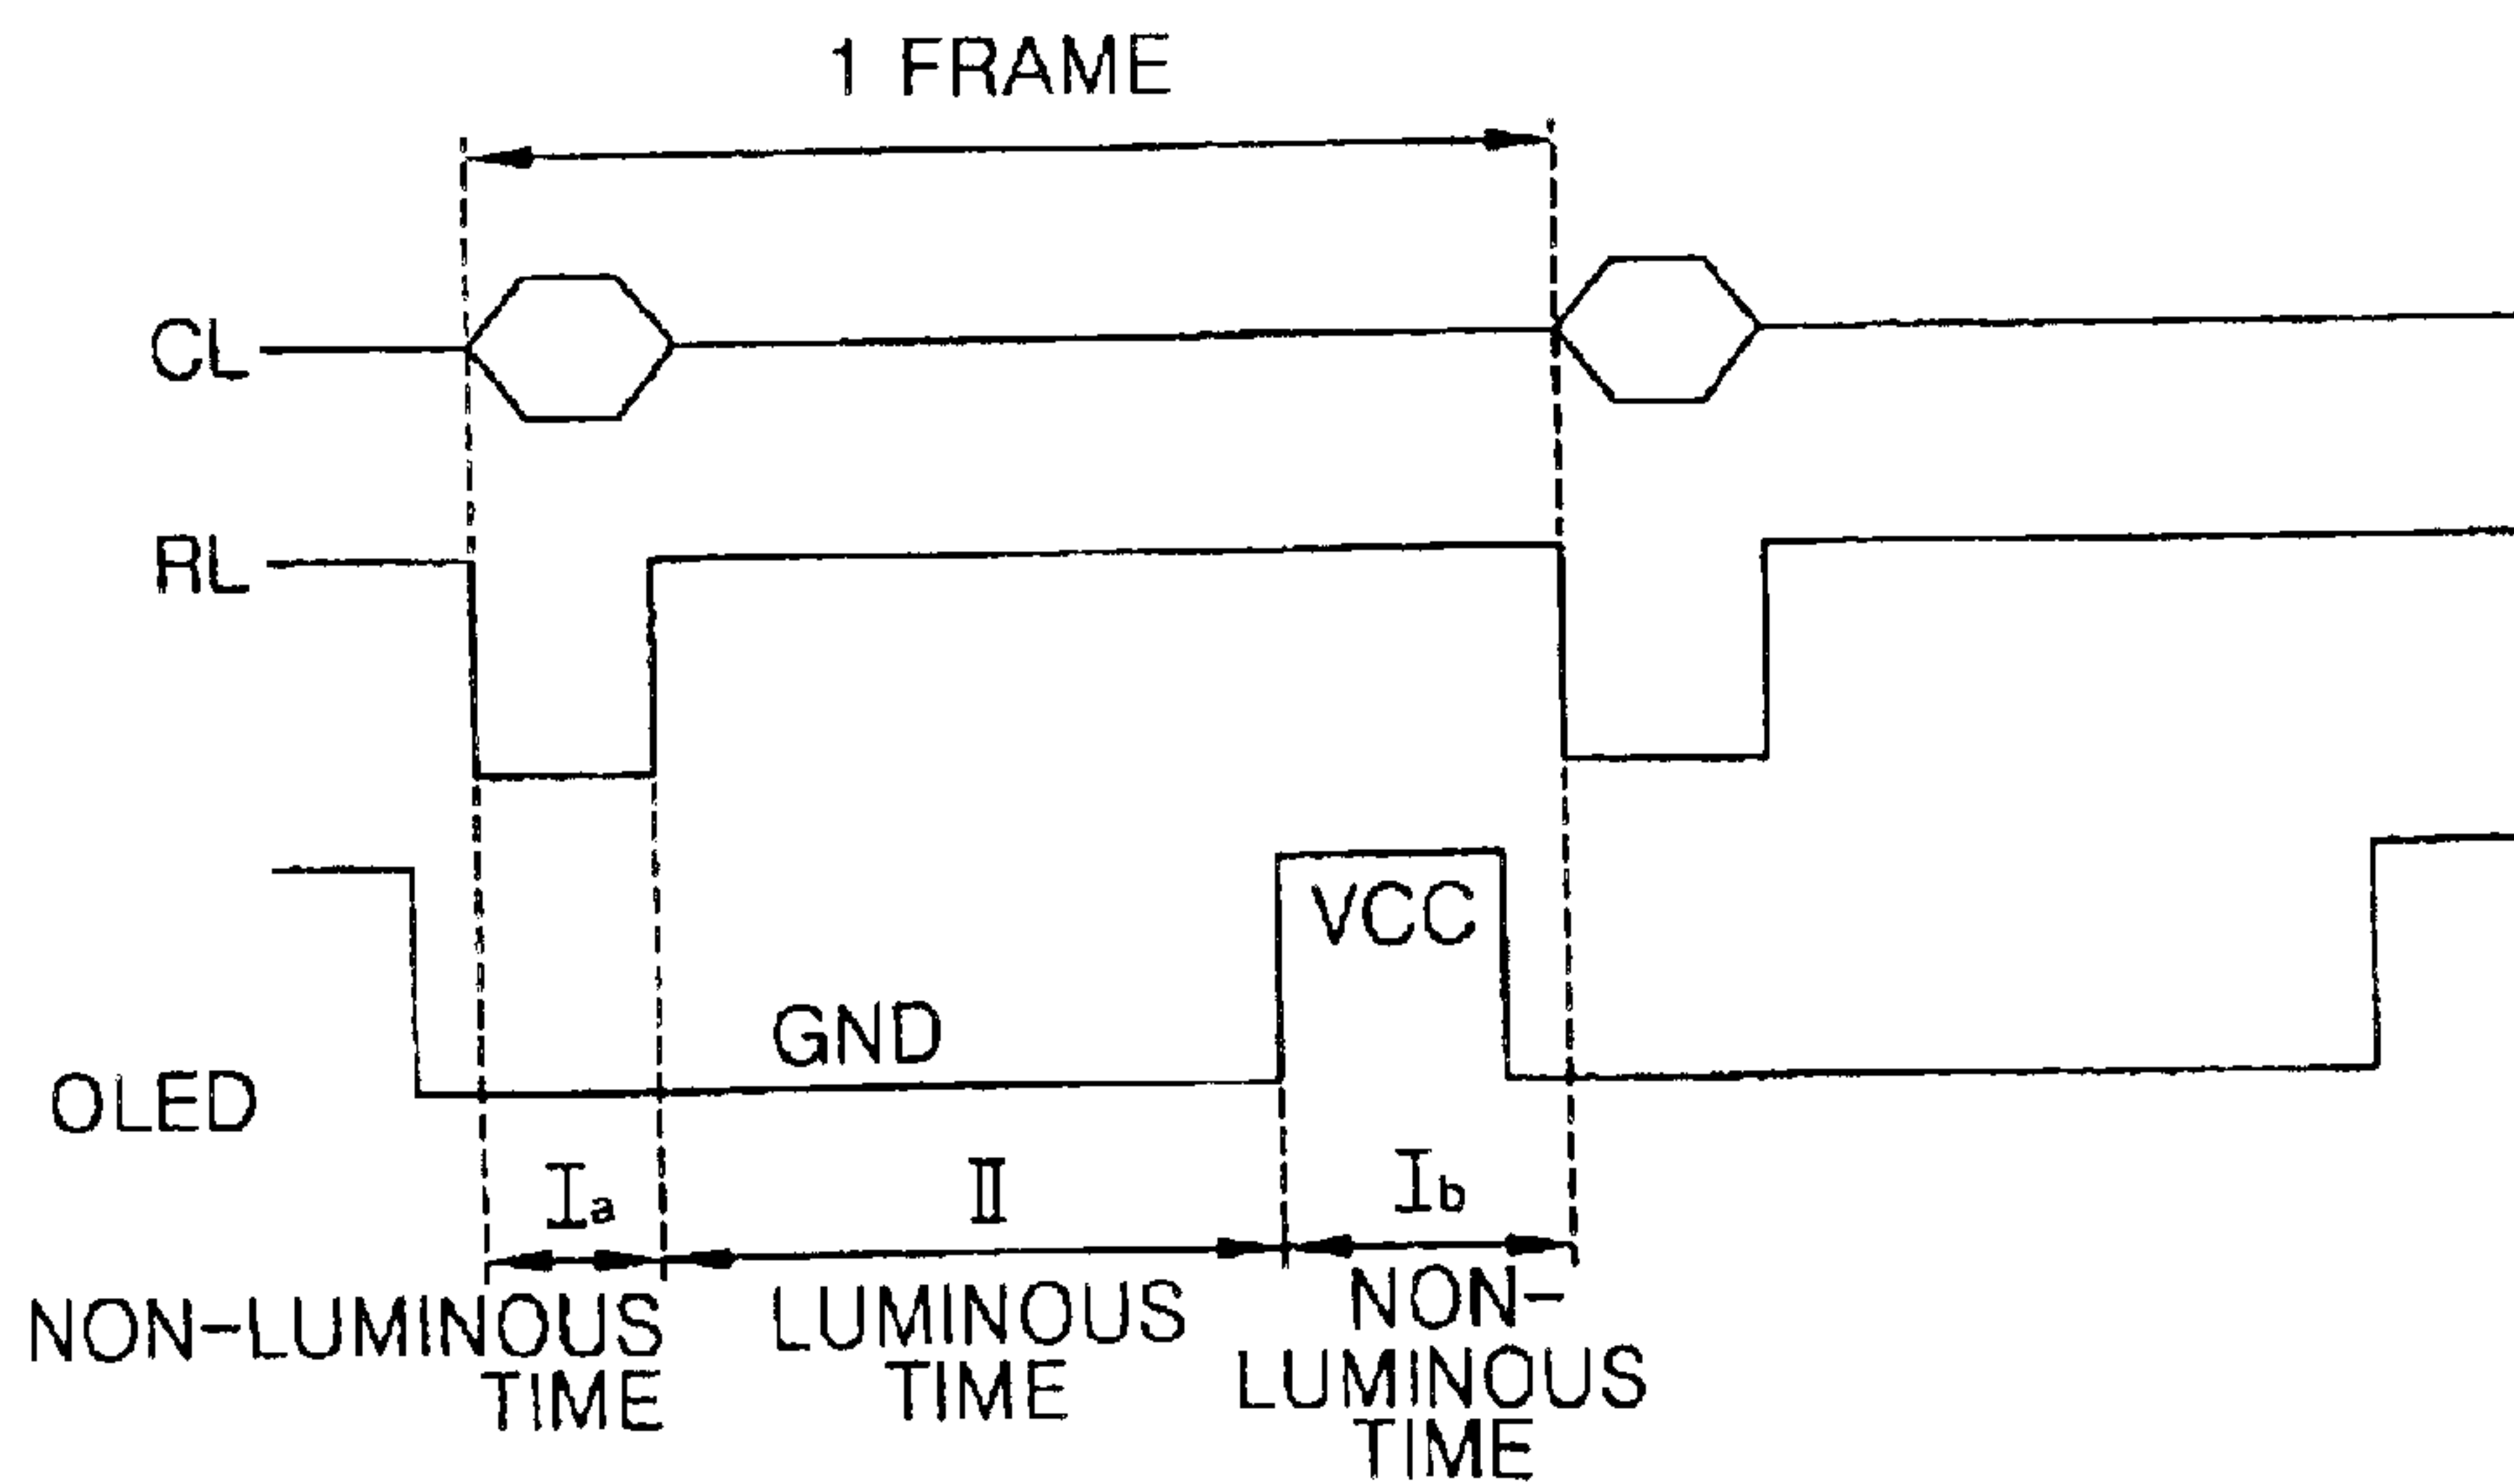 1 FRAME
CL
RL
VCC
GND
OLED
Ia
II
Ib
NON-LUMINOUS
TIME
LUMINOUS
TIME
NON-
LUMINOUS
TIME